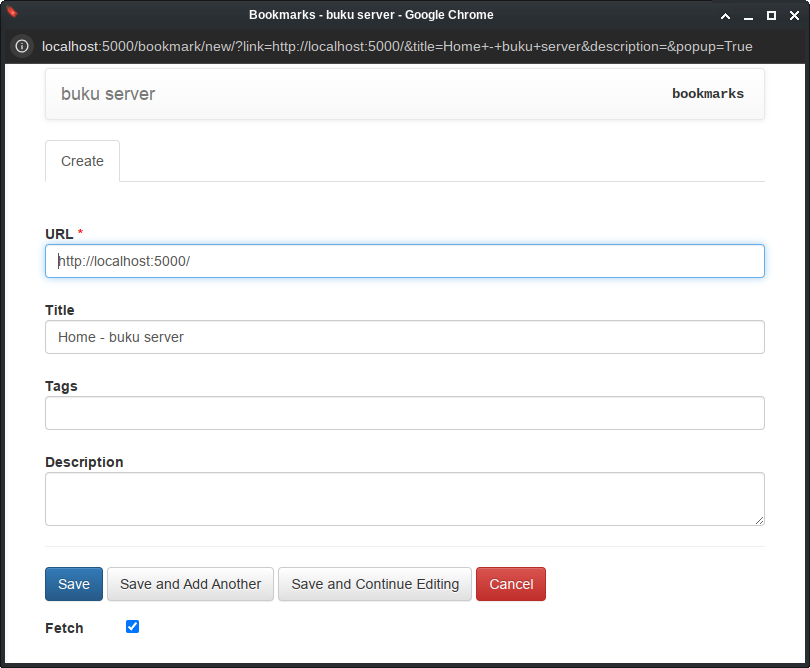 Bookmarks - buku server - Google Chrome
localhost:5000/bookmark/new/?link=http://localhost:5000/&title=Home+-+buku+server&description=&popup=True
buku server bookmarks
Create
URL *
http://localhost:5000/
Title
Home - buku server
Tags
Description
Save Save and Add Another Save and Continue Editing Cancel
Fetch